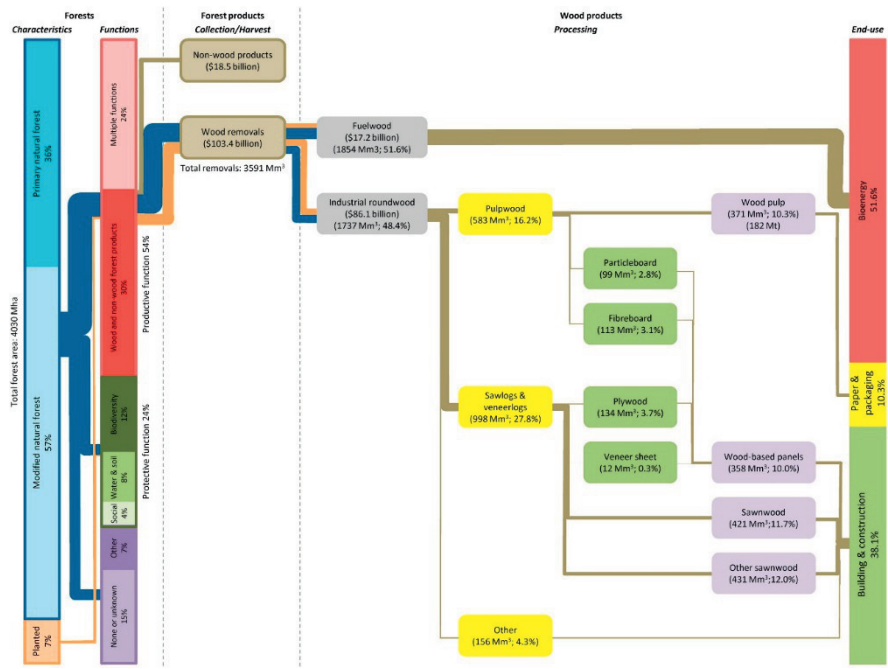 Forests
Characteristics
Functions
Forest products
Collection/Harvest
Wood products
Processing
End-use
Total forest area: 4030 Mha
Primary natural forest
36%
Modified natural forest
57%
Planted
7%
Multiple functions
24%
Wood and non-wood forest products
30%
Biodiversity
12%
Water & soil
8%
Social
4%
Other
7%
None or unknown
15%
Productive function 54%
Protective function 24%
Non-wood products
($18.5 billion)
Wood removals
($103.4 billion)
Total removals: 3591 Mm³
Fuelwood
($17.2 billion)
(1854 Mm3; 51.6%)
Industrial roundwood
($86.1 billion)
(1737 Mm³; 48.4%)
Pulpwood
(583 Mm³; 16.2%)
Wood pulp
(371 Mm³; 10.3%)
(182 Mt)
Particleboard
(99 Mm³; 2.8%)
Fibreboard
(113 Mm³; 3.1%)
Sawlogs &
veneerlogs
(998 Mm³; 27.8%)
Plywood
(134 Mm³; 3.7%)
Veneer sheet
(12 Mm³; 0.3%)
Wood-based panels
(358 Mm³; 10.0%)
Sawnwood
(421 Mm³;11.7%)
Other sawnwood
(431 Mm³;12.0%)
Other
(156 Mm³; 4.3%)
Bioenergy
51.6%
Paper &
packaging
10.3%
Building & construction
38.1%